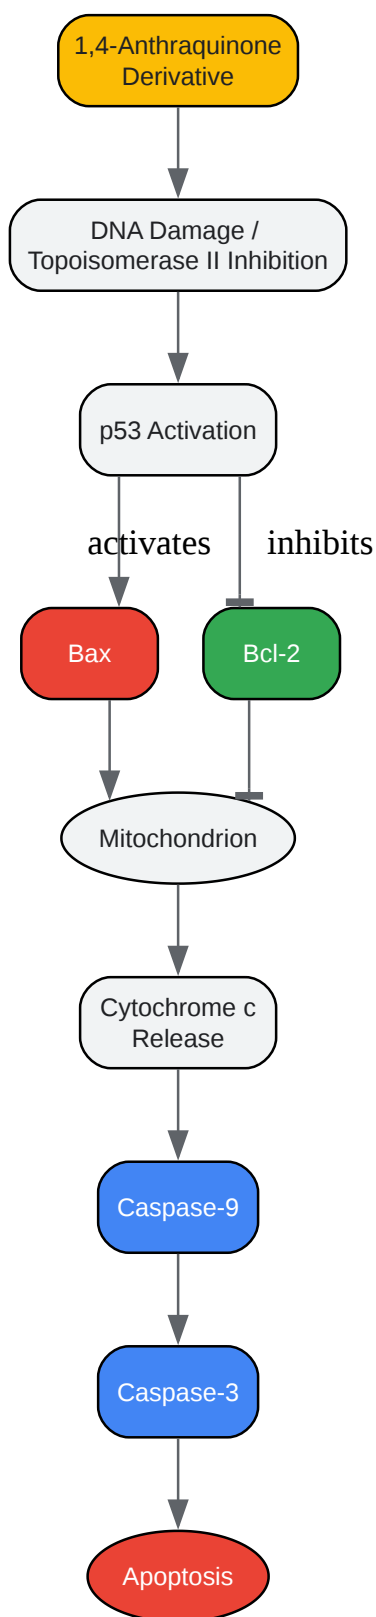 1,4-Anthraquinone
Derivative
DNA Damage /
Topoisomerase II Inhibition
p53 Activation
activates
inhibits
Bax
Bcl-2
Mitochondrion
Cytochrome c
Release
Caspase-9
Caspase-3
Apoptosis